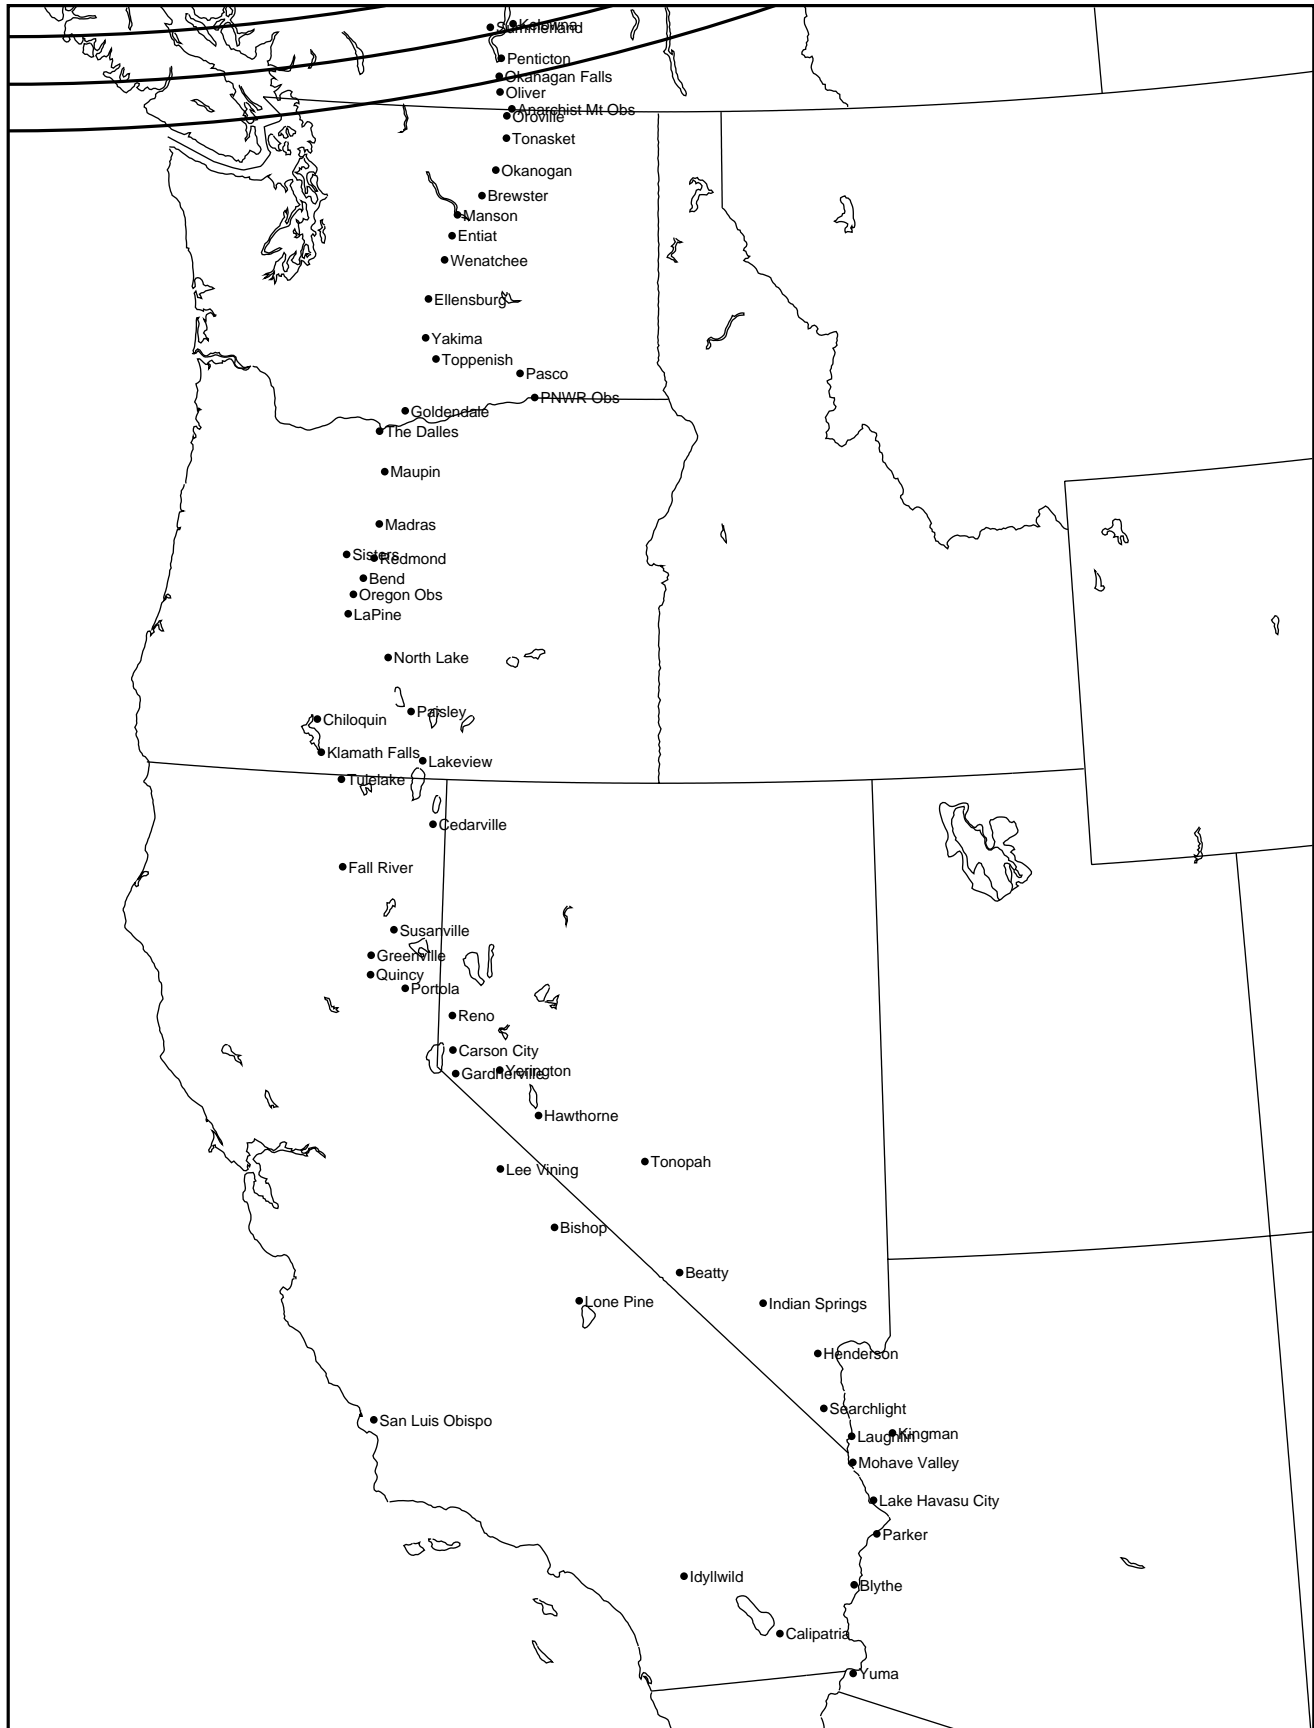 Kelowna
Summerland
Penticton
Okanagan Falls
Oliver
Anarchist Mt Obs
Oroville
Tonasket
Okanogan
Brewster
Manson
Entiat
Wenatchee
Ellensburg
Yakima
Toppenish
Pasco
PNWR Obs
Goldendale
The Dalles
Maupin
Madras
Sisters
Redmond
Bend
Oregon Obs
LaPine
North Lake
Paisley
Chiloquin
Klamath Falls
Lakeview
Tulelake
Cedarville
Fall River
Susanville
Greenville
Quincy
Portola
Reno
Carson City
Yerington
Gardnerville
Hawthorne
Tonopah
Lee Vining
Bishop
Beatty
Lone Pine
Indian Springs
Henderson
Searchlight
San Luis Obispo
Kingman
Laughlin
Mohave Valley
Lake Havasu City
Parker
Idyllwild
Blythe
Calipatria
Yuma